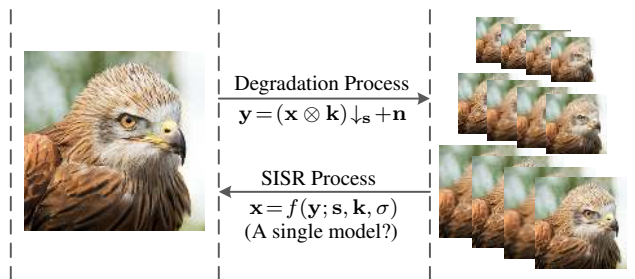 Degradation Process
y=(x ⊗ k)↓s+n
SISR Process
x=f(y; s, k, σ)
(A single model?)